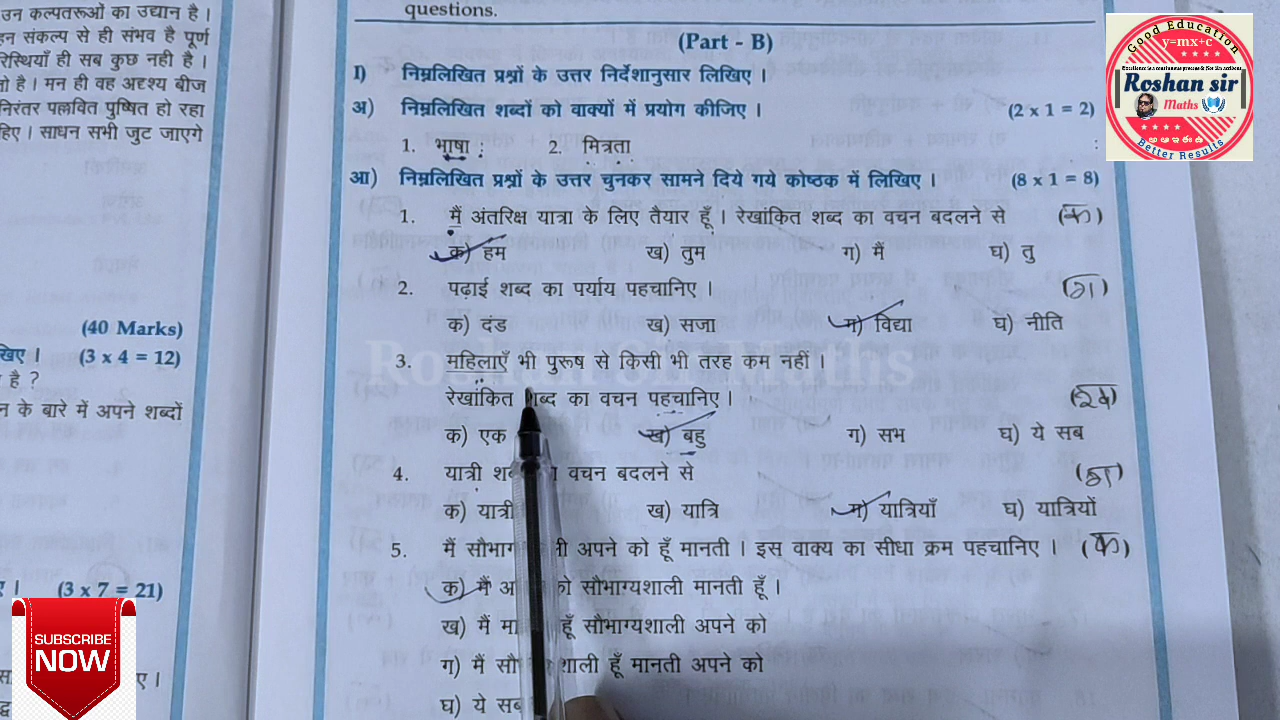 उन कल्पतरूओं का उद्यान है।
इन संकल्प से ही संभव है पूर्ण
रिस्थियाँ ही सब कुछ नही है।
तो है। मन ही वह अदृश्य बीज
निरंतर पल्लवित पुष्पित हो रहा
हिए। साधन सभी जुट जाएगे
(40 Marks)
खिए। (3 x 4 = 12)
है ?
न के बारे में अपने शब्दों
(3 x 7 = 21)
questions.
(Part - B)
I) निम्नलिखित प्रश्नों के उत्तर निर्देशानुसार लिखिए।
अ) निम्नलिखित शब्दों को वाक्यों में प्रयोग कीजिए। (2 x 1 = 2)
1. भाषा : 2. मित्रता :
आ) निम्नलिखित प्रश्नों के उत्तर चुनकर सामने दिये गये कोष्ठक में लिखिए। (8 x 1 = 8)
1. मैं अंतरिक्ष यात्रा के लिए तैयार हूँ। रेखांकित शब्द का वचन बदलने से (क)
क) हम ख) तुम ग) मैं घ) तु
2. पढ़ाई शब्द का पर्याय पहचानिए। (ग)
क) दंड ख) सजा ग) विद्या घ) नीति
3. महिलाएँ भी पुरूष से किसी भी तरह कम नहीं।
रेखांकित शब्द का वचन पहचानिए। (ख)
क) एक ख) बहु ग) सभ घ) ये सब
4. यात्री वचन बदलने से (ग)
क) यात्री ख) यात्रि ग) यात्रियाँ घ) यात्रियों
5. मैं अपने को हूँ मानती। इस वाक्य का सीधा क्रम पहचानिए। (क)
क) मैं को सौभाग्यशाली मानती हूँ।
ख) मैं हूँ सौभाग्यशाली अपने को
ग) मैं हूँ मानती अपने को
घ) ये सब
Roshan Sir Maths
Good Education
y=mx+c
Roshan sir
Maths
Better Results
SUBSCRIBE
NOW